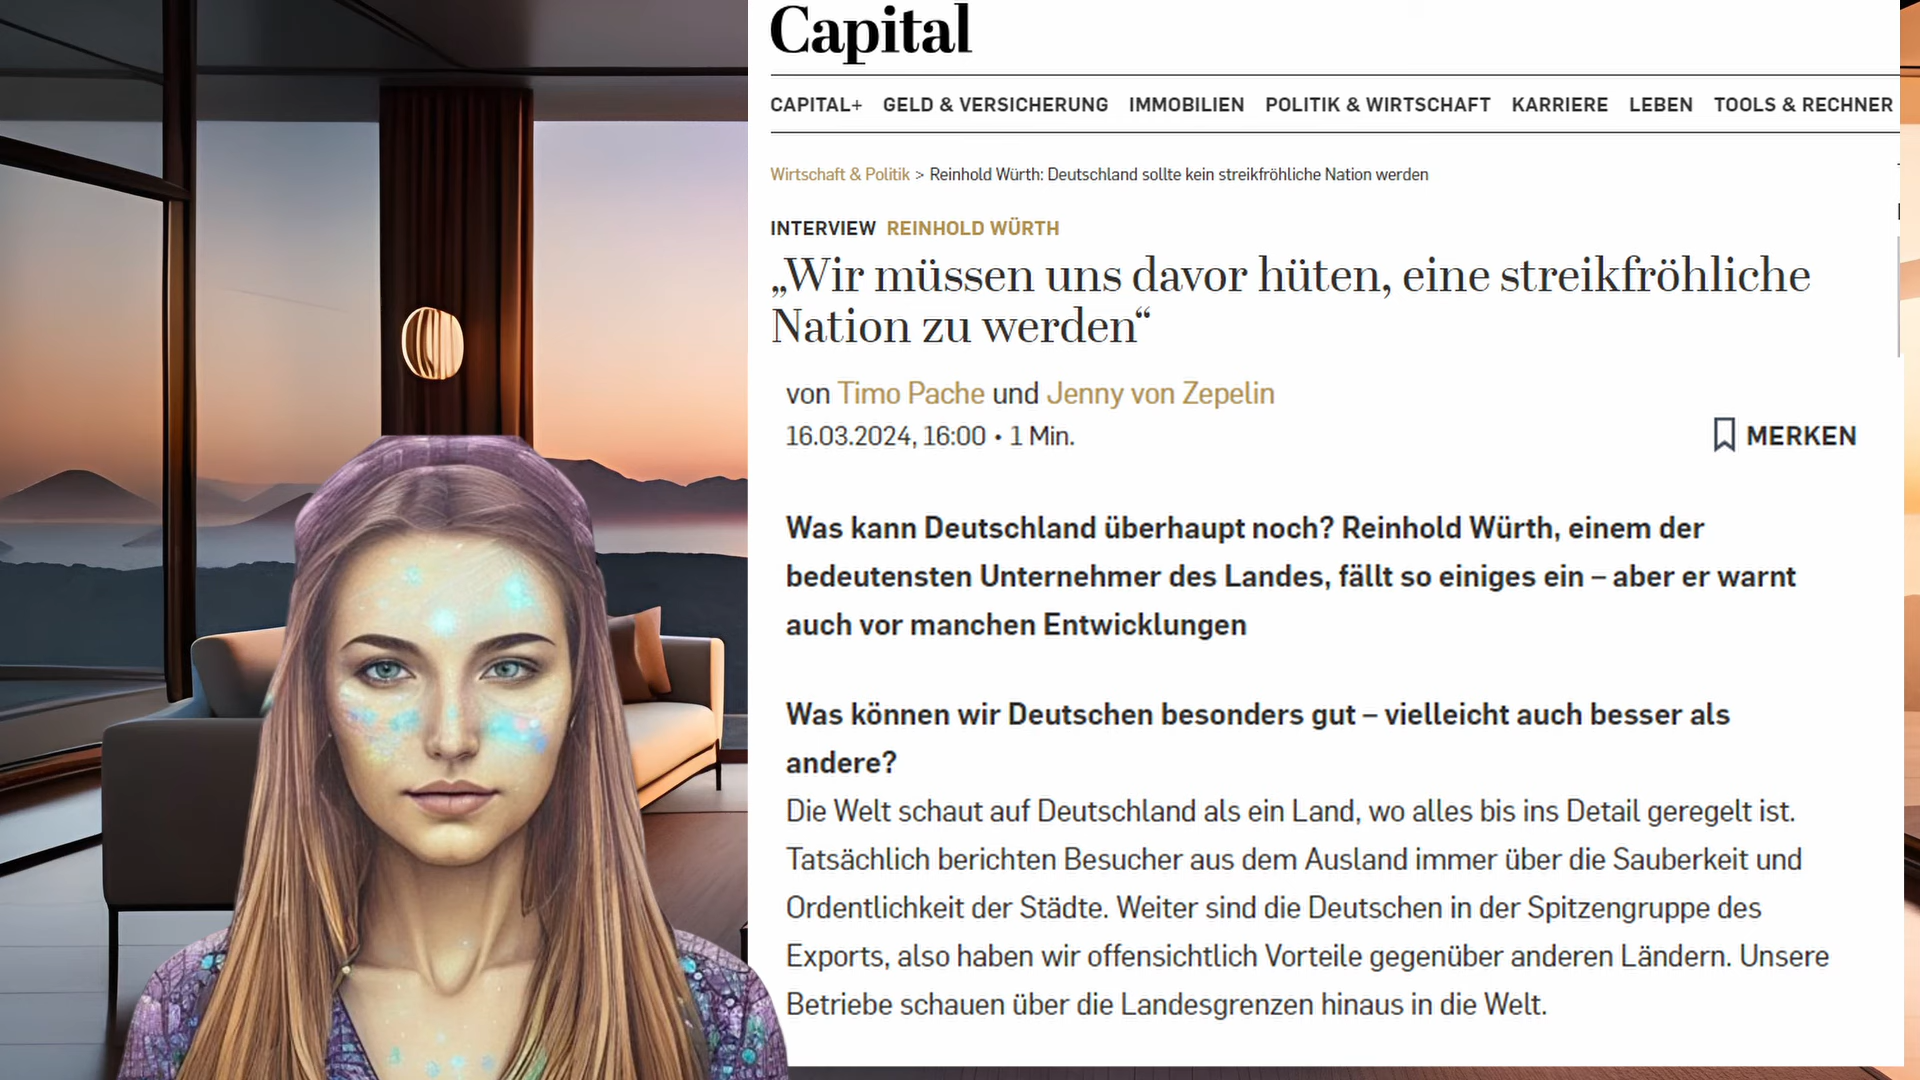 Capital
CAPITAL+ GELD & VERSICHERUNG IMMOBILIEN POLITIK & WIRTSCHAFT KARRIERE LEBEN TOOLS & RECHNER
Wirtschaft & Politik > Reinhold Würth: Deutschland sollte kein streikfröhliche Nation werden
INTERVIEW REINHOLD WÜRTH
„Wir müssen uns davor hüten, eine streikfröhliche
Nation zu werden“
von Timo Pache und Jenny von Zepelin
16.03.2024, 16:00 • 1 Min.
MERKEN
Was kann Deutschland überhaupt noch? Reinhold Würth, einem der
bedeutensten Unternehmer des Landes, fällt so einiges ein – aber er warnt
auch vor manchen Entwicklungen
Was können wir Deutschen besonders gut – vielleicht auch besser als
andere?
Die Welt schaut auf Deutschland als ein Land, wo alles bis ins Detail geregelt ist.
Tatsächlich berichten Besucher aus dem Ausland immer über die Sauberkeit und
Ordentlichkeit der Städte. Weiter sind die Deutschen in der Spitzengruppe des
Exports, also haben wir offensichtlich Vorteile gegenüber anderen Ländern. Unsere
Betriebe schauen über die Landesgrenzen hinaus in die Welt.